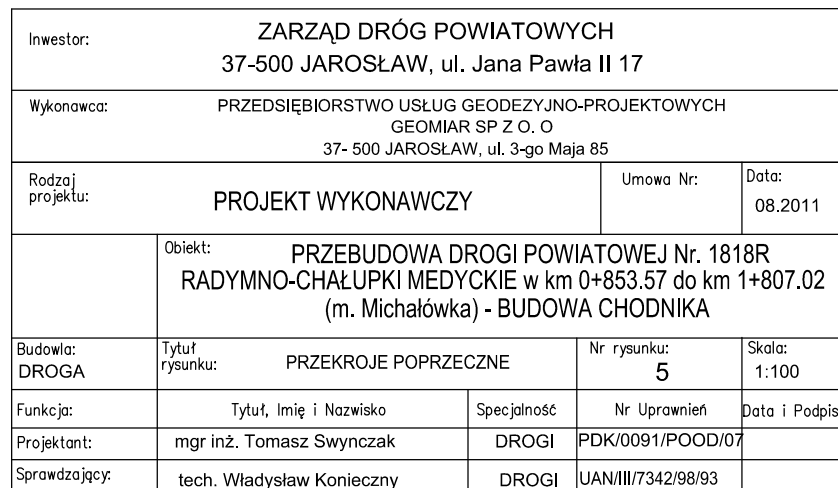 Inwestor: ZARZĄD DRÓG POWIATOWYCH
37-500 JAROSŁAW, ul. Jana Pawła II 17
Wykonawca: PRZEDSIĘBIORSTWO USŁUG GEODEZYJNO-PROJEKTOWYCH
GEOMIAR SP Z O. O
37- 500 JAROSŁAW, ul. 3-go Maja 85
Rodzaj
projektu: PROJEKT WYKONAWCZY
Umowa Nr:
Data:
08.2011
Obiekt: PRZEBUDOWA DROGI POWIATOWEJ Nr. 1818R
RADYMNO-CHAŁUPKI MEDYCKIE w km 0+853.57 do km 1+807.02
(m. Michałówka) - BUDOWA CHODNIKA
Budowla:
DROGA
Tytuł
rysunku: PRZEKROJE POPRZECZNE
Nr rysunku:
5
Skala:
1:100
Funkcja: Tytuł, Imię i Nazwisko Specjalność Nr Uprawnień Data i Podpis
Projektant: mgr inż. Tomasz Swynczak DROGI PDK/0091/POOD/07
Sprawdzający: tech. Władysław Konieczny DROGI UAN/III/7342/98/93